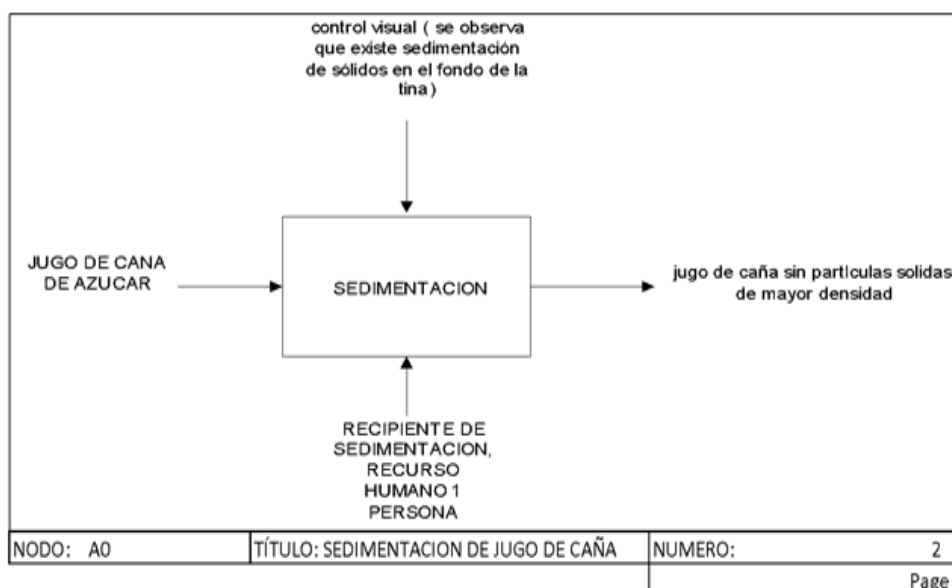 control visual ( se observa
que existe sedimentación
de sólidos en el fondo de la
tina)
JUGO DE CANA
DE AZUCAR
SEDIMENTACION
jugo de caña sin particulas solidas
de mayor densidad
RECIPIENTE DE
SEDIMENTACION,
RECURSO
HUMANO 1
PERSONA
NODO: A0
TÍTULO: SEDIMENTACION DE JUGO DE CAÑA
NUMERO: 2
Page